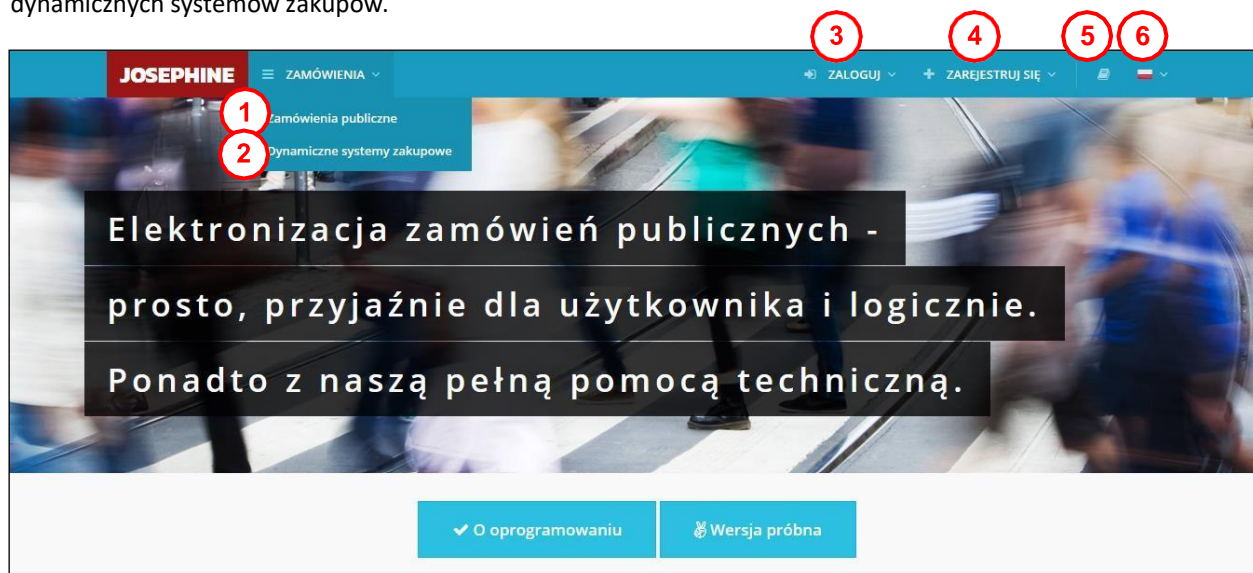 dynamicznych systemów zakupów.
3 4 5 6
JOSEPHINE ZAMÓWIENIA ZALOGUJ ZAREJESTRUJ SIĘ
1 Zamówienia publiczne
2 Dynamiczne systemy zakupowe
Elektronizacja zamówień publicznych -
prosto, przyjaźnie dla użytkownika i logicznie.
Ponadto z naszą pełną pomocą techniczną.
O oprogramowaniu Wersja próbna